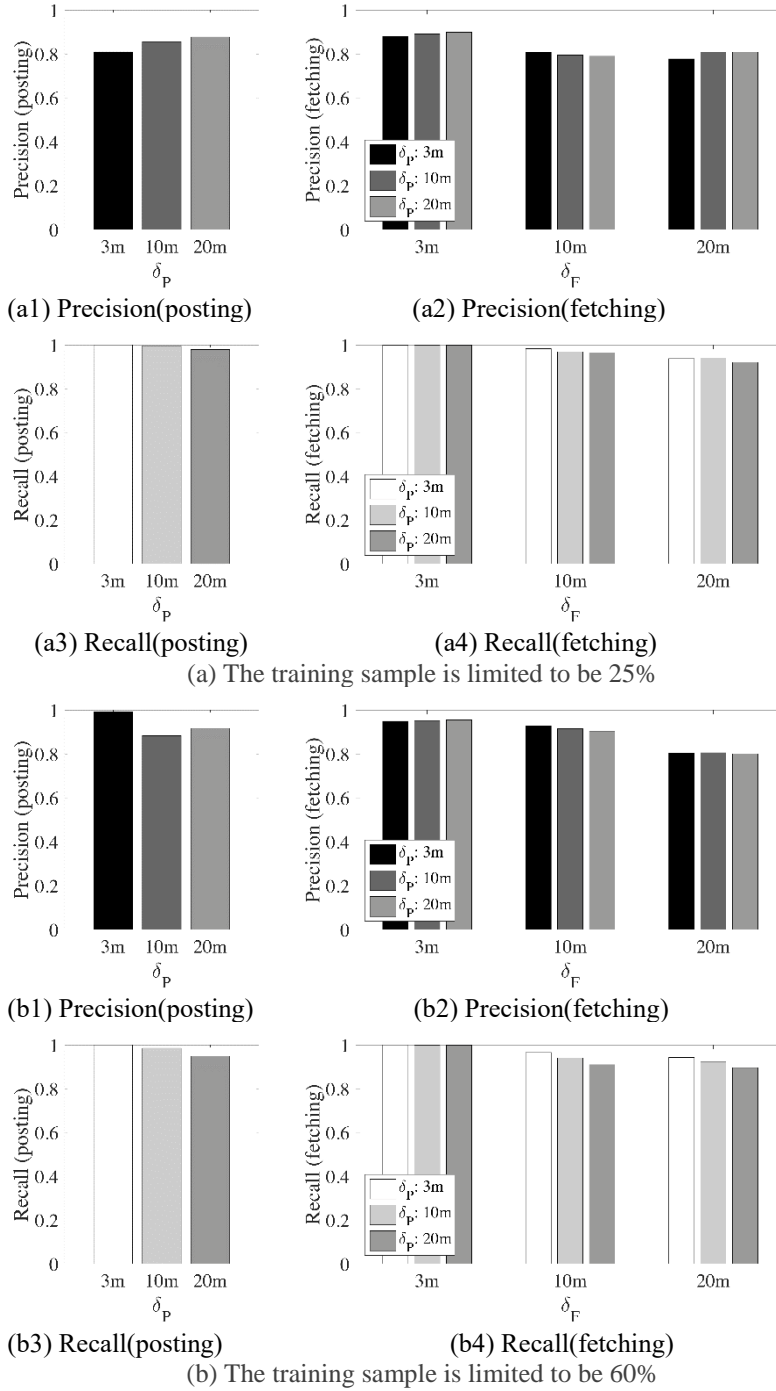 1
0.8
0.6
0.4
0.2
0
Precision (posting)
3m 10m 20m
δP
1
0.8
0.6
0.4
0.2
0
Precision (fetching)
δP: 3m
δP: 10m
δP: 20m
3m 10m 20m
δF
(a1) Precision(posting) (a2) Precision(fetching)
1
0.8
0.6
0.4
0.2
0
Recall (posting)
3m 10m 20m
δP
1
0.8
0.6
0.4
0.2
0
Recall (fetching)
δP: 3m
δP: 10m
δP: 20m
3m 10m 20m
δF
(a3) Recall(posting) (a4) Recall(fetching)
(a) The training sample is limited to be 25%
1
0.8
0.6
0.4
0.2
0
Precision (posting)
3m 10m 20m
δP
1
0.8
0.6
0.4
0.2
0
Precision (fetching)
δP: 3m
δP: 10m
δP: 20m
3m 10m 20m
δF
(b1) Precision(posting) (b2) Precision(fetching)
1
0.8
0.6
0.4
0.2
0
Recall (posting)
3m 10m 20m
δP
1
0.8
0.6
0.4
0.2
0
Recall (fetching)
δP: 3m
δP: 10m
δP: 20m
3m 10m 20m
δF
(b3) Recall(posting) (b4) Recall(fetching)
(b) The training sample is limited to be 60%